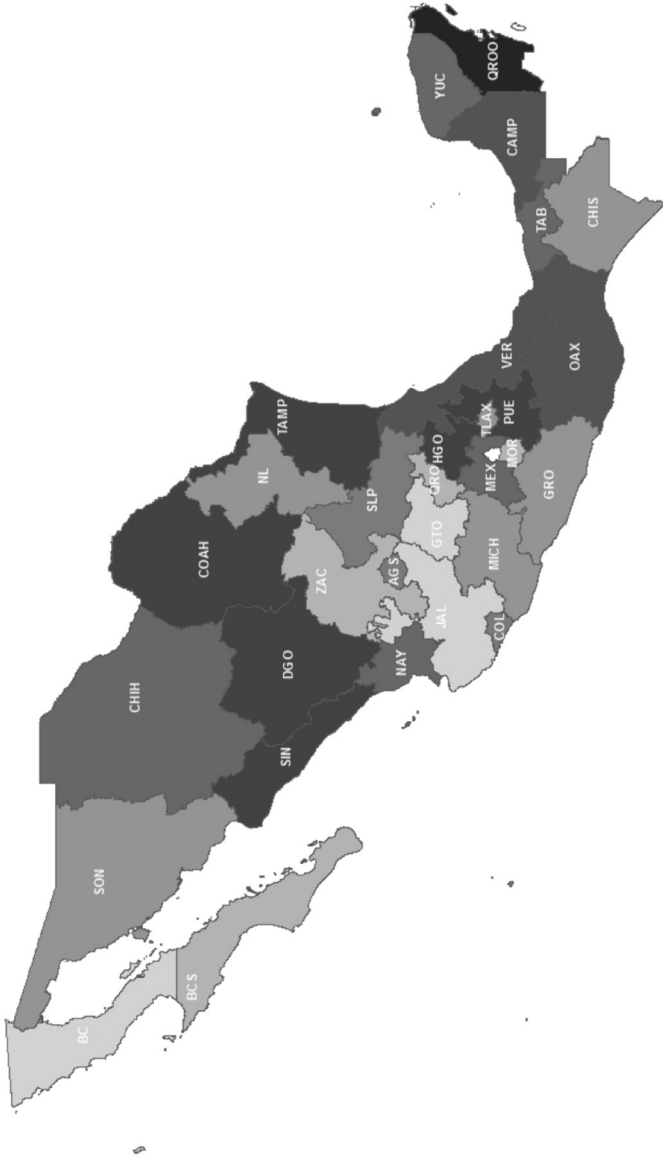 BC
BCS
SON
CHIH
SIN
DGO
COAH
NL
TAMP
ZAC
SLP
NAY
AGS
JAL
COL
GTO
QRO
HGO
MICH
MEX
TLAX
MOR
PUE
VER
GRO
OAX
TAB
CHIS
CAMP
YUC
QROO